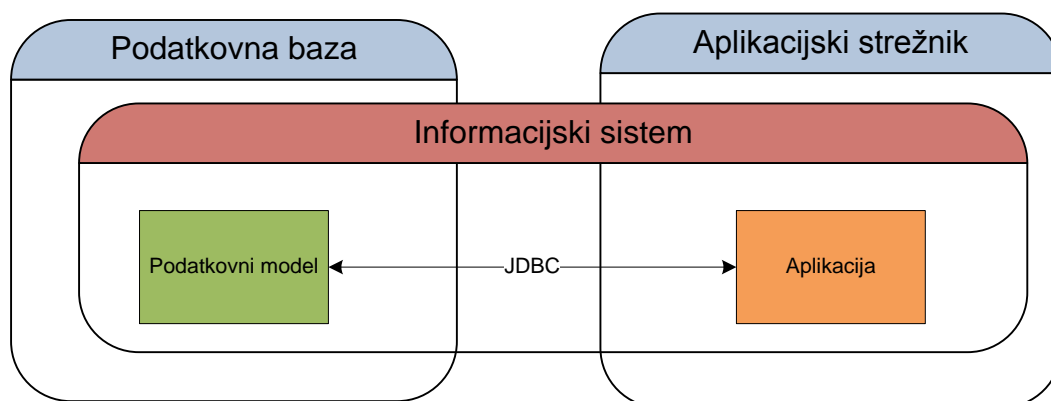 Podatkovna baza
Aplikacijski strežnik
Informacijski sistem
Podatkovni model
JDBC
Aplikacija